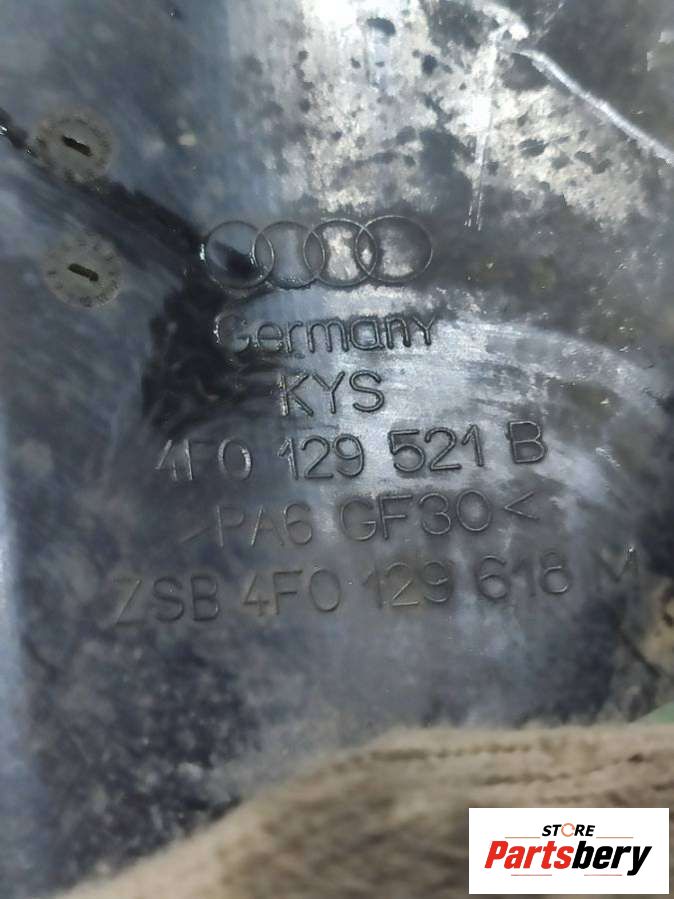 Germany
KYS
4F0 129 521 B
>PA6 GF30<
ZSB 4F0 129 618 M
STORE
Partsbery